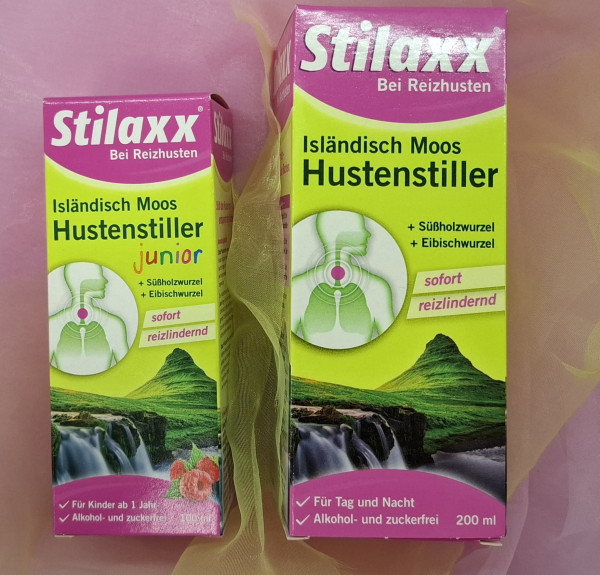 Stilaxx®
Bei Reizhusten
Isländisch Moos
Hustenstiller
junior
+ Süßholzwurzel
+ Eibischwurzel
sofort
reizlindernd
✓ Für Kinder ab 1 Jahr
✓ Alkohol- und zuckerfrei 100 ml
Stilaxx®
Bei Reizhusten
Isländisch Moos
Hustenstiller
+ Süßholzwurzel
+ Eibischwurzel
sofort
reizlindernd
✓ Für Tag und Nacht
✓ Alkohol- und zuckerfrei 200 ml